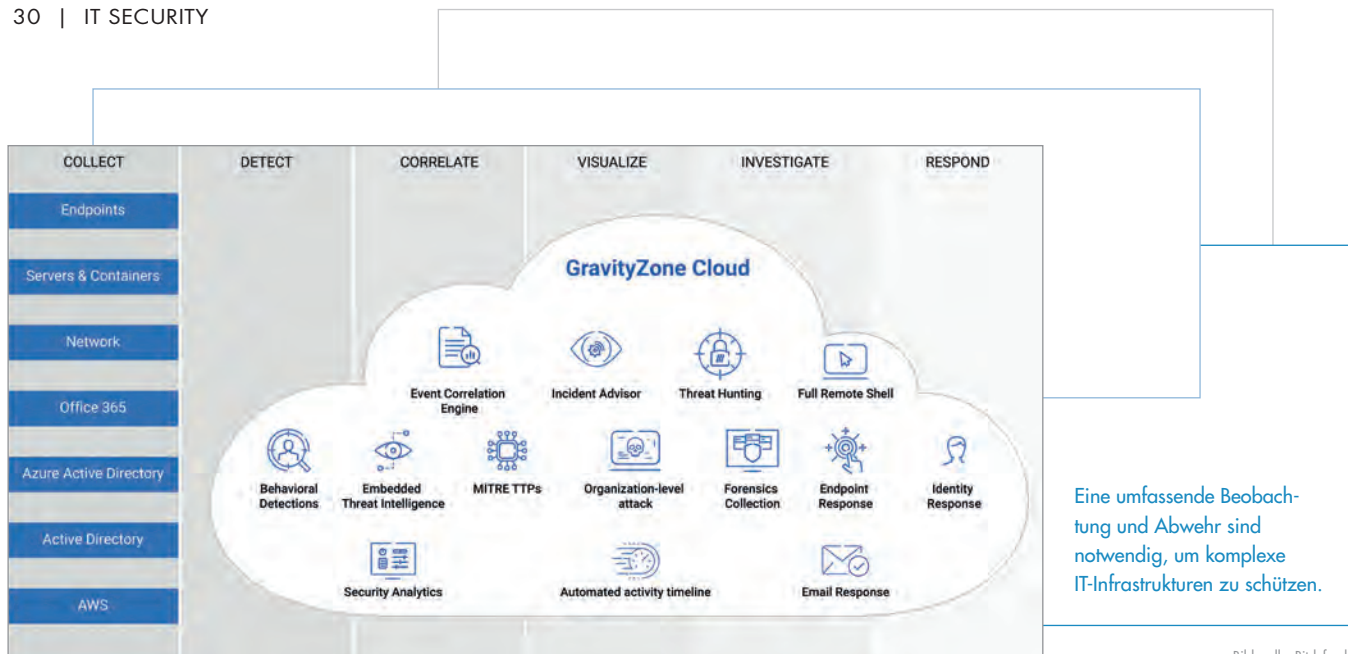 30 | IT SECURITY
COLLECT
DETECT
CORRELATE
VISUALIZE
INVESTIGATE
RESPOND
Endpoints
Servers & Containers
Network
Office 365
Azure Active Directory
Active Directory
AWS
GravityZone Cloud
Event Correlation
Engine
Incident Advisor
Threat Hunting
Full Remote Shell
Behavioral
Detections
Embedded
Threat Intelligence
MITRE TTPs
Organization-level
attack
Forensics
Collection
Endpoint
Response
Identity
Response
Security Analytics
Automated activity timeline
Email Response
Eine umfassende Beobach-
tung und Abwehr sind
notwendig, um komplexe
IT-Infrastrukturen zu schützen.